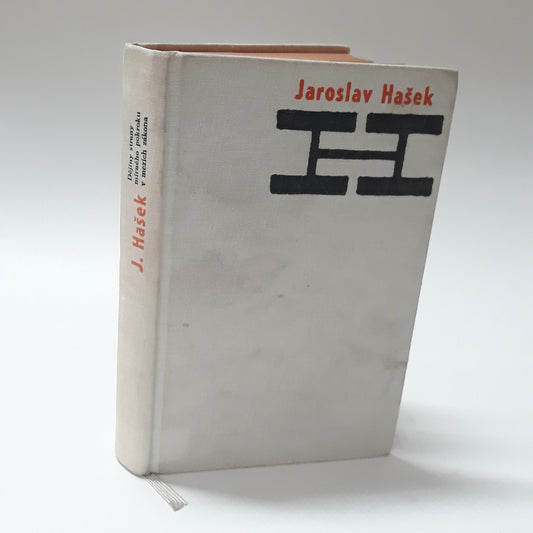 Jaroslav Hašek
H
J. Hašek
Dějiny strany
mírného pokroku
v mezích zákona